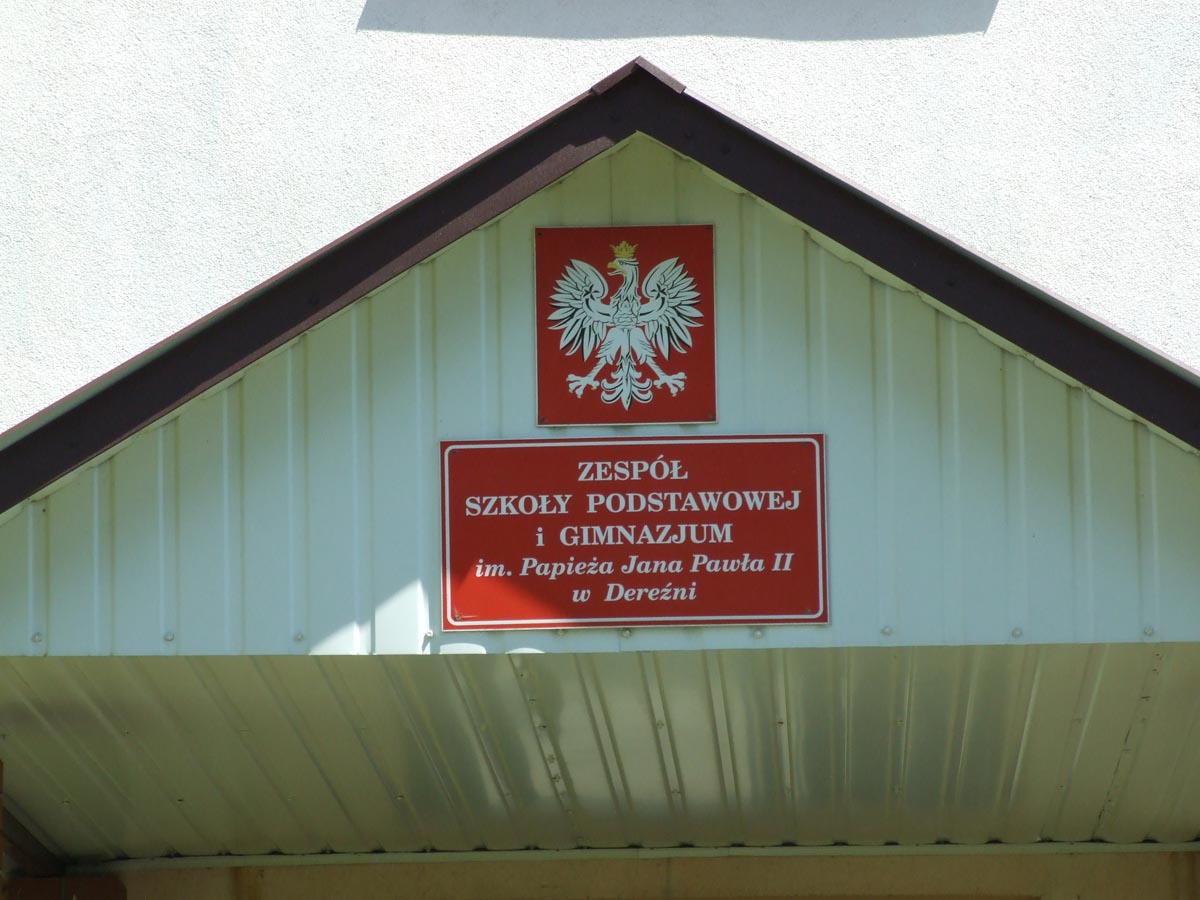 ZESPÓŁ
SZKOŁY PODSTAWOWEJ
i GIMNAZJUM
im. Papieża Jana Pawła II
w Dereźni